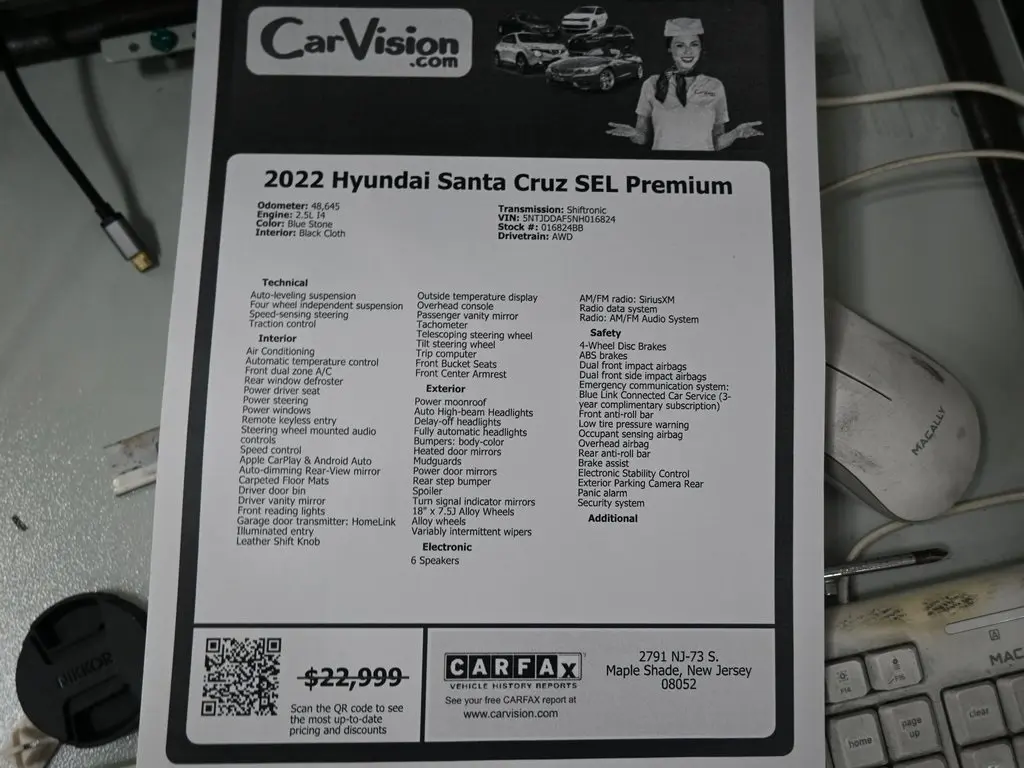 CarVision
.com
2022 Hyundai Santa Cruz SEL Premium
Odometer: 48,645
Engine: 2.5L I4
Color: Blue Stone
Interior: Black Cloth
Transmission: Shiftronic
VIN: 5NTJDDAF5NH016824
Stock #: 016824BB
Drivetrain: AWD
Technical
Auto-leveling suspension
Four wheel independent suspension
Speed-sensing steering
Traction control
Interior
Air Conditioning
Automatic temperature control
Front dual zone A/C
Rear window defroster
Power driver seat
Power steering
Power windows
Remote keyless entry
Steering wheel mounted audio
controls
Speed control
Apple CarPlay & Android Auto
Auto-dimming Rear-View mirror
Carpeted Floor Mats
Driver door bin
Driver vanity mirror
Front reading lights
Garage door transmitter: HomeLink
Illuminated entry
Leather Shift Knob
Outside temperature display
Overhead console
Passenger vanity mirror
Tachometer
Telescoping steering wheel
Tilt steering wheel
Trip computer
Front Bucket Seats
Front Center Armrest
Exterior
Power moonroof
Auto High-beam Headlights
Delay-off headlights
Fully automatic headlights
Bumpers: body-color
Heated door mirrors
Mudguards
Power door mirrors
Rear step bumper
Spoiler
Turn signal indicator mirrors
18" x 7.5J Alloy Wheels
Alloy wheels
Variably intermittent wipers
Electronic
6 Speakers
AM/FM radio: SiriusXM
Radio data system
Radio: AM/FM Audio System
Safety
4-Wheel Disc Brakes
ABS brakes
Dual front impact airbags
Dual front side impact airbags
Emergency communication system:
Blue Link Connected Car Service (3-
year complimentary subscription)
Front anti-roll bar
Low tire pressure warning
Occupant sensing airbag
Overhead airbag
Rear anti-roll bar
Brake assist
Electronic Stability Control
Exterior Parking Camera Rear
Panic alarm
Security system
Additional
$22,999
Scan the QR code to see
the most up-to-date
pricing and discounts
CARFAX
VEHICLE HISTORY REPORTS
See your free CARFAX report at
www.carvision.com
2791 NJ-73 S.
Maple Shade, New Jersey
08052
MACALLY
NIKKOR
F14
F15
home
page
up
clear